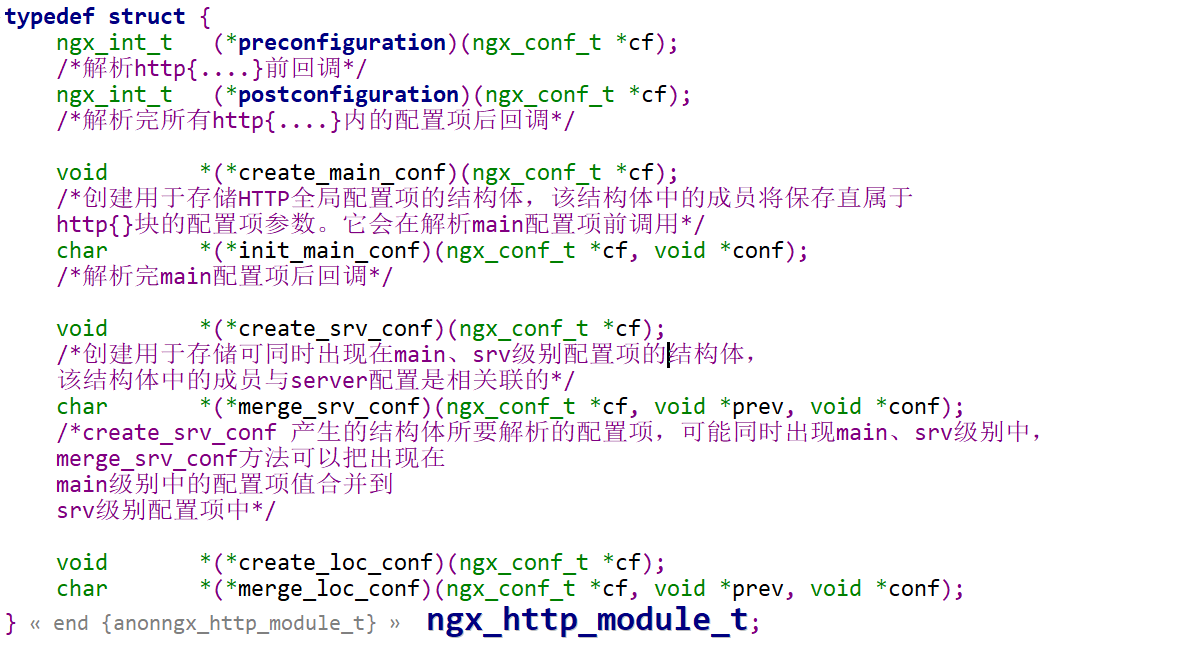 typedef struct {
ngx_int_t (*preconfiguration)(ngx_conf_t *cf);
/*解析http{....}前回调*/
ngx_int_t (*postconfiguration)(ngx_conf_t *cf);
/*解析完所有http{....}内的配置项后回调*/
void *(*create_main_conf)(ngx_conf_t *cf);
/*创建用于存储HTTP全局配置项的结构体，该结构体中的成员将保存直属于
http{}块的配置项参数。它会在解析main配置项前调用*/
char *(*init_main_conf)(ngx_conf_t *cf, void *conf);
/*解析完main配置项后回调*/
void *(*create_srv_conf)(ngx_conf_t *cf);
/*创建用于存储可同时出现在main、srv级别配置项的结构体，
该结构体中的成员与server配置是相关联的*/
char *(*merge_srv_conf)(ngx_conf_t *cf, void *prev, void *conf);
/*create_srv_conf 产生的结构体所要解析的配置项，可能同时出现main、srv级别中，
merge_srv_conf方法可以把出现在
main级别中的配置项值合并到
srv级别配置项中*/
void *(*create_loc_conf)(ngx_conf_t *cf);
char *(*merge_loc_conf)(ngx_conf_t *cf, void *prev, void *conf);
} « end {anonngx_http_module_t} » ngx_http_module_t;